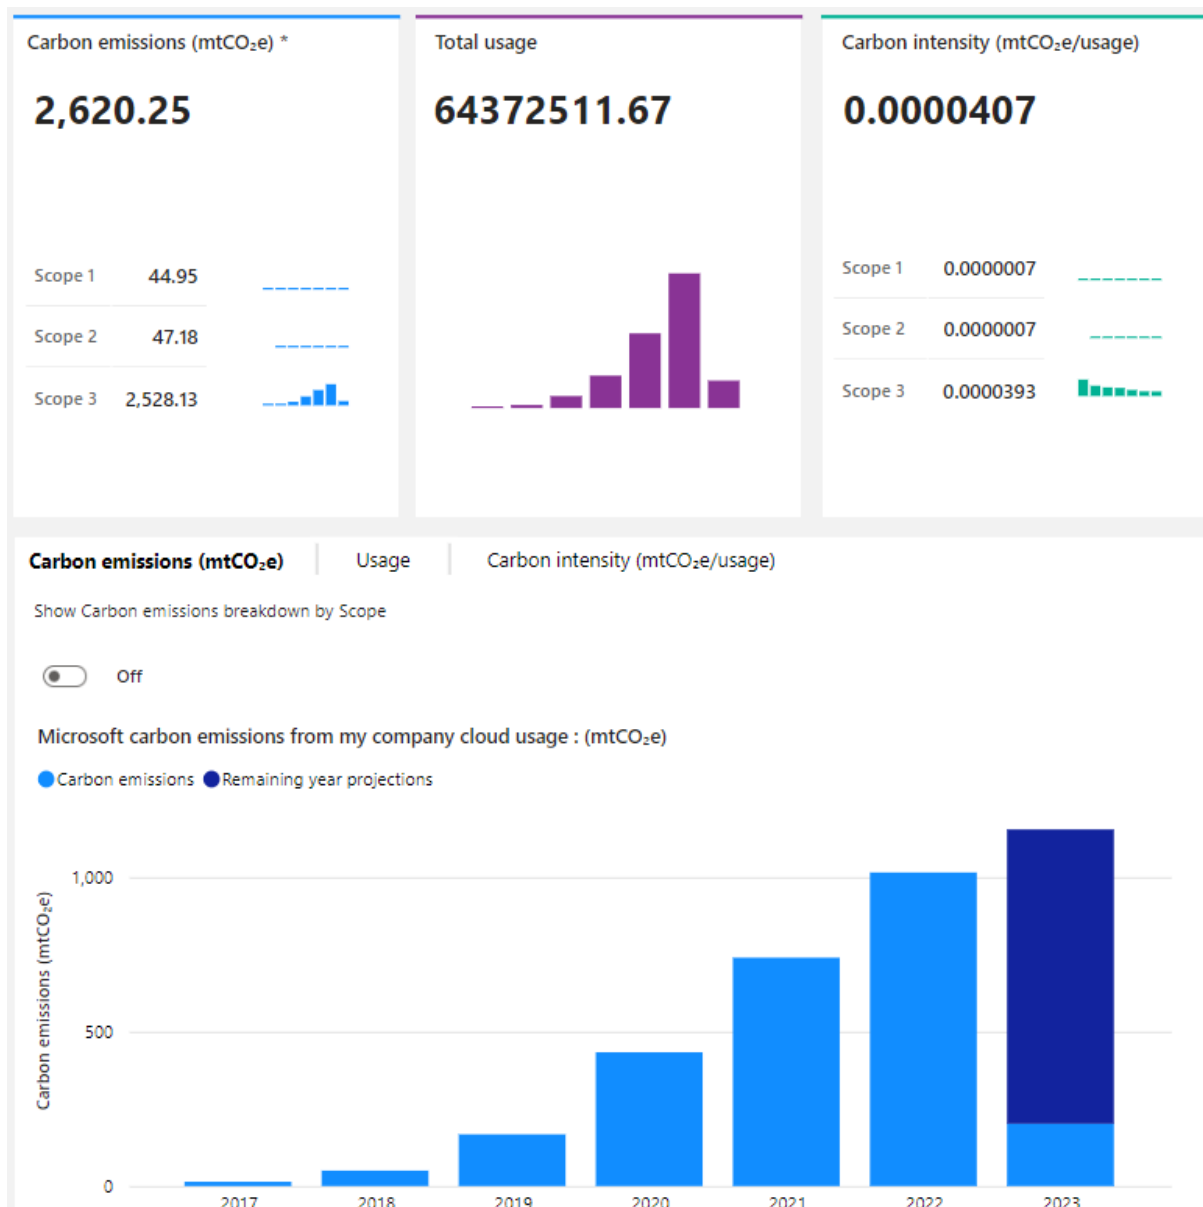 Carbon emissions (mtCO₂e) *
2,620.25
Scope 1 44.95
Scope 2 47.18
Scope 3 2,528.13
Total usage
64372511.67
Carbon intensity (mtCO₂e/usage)
0.0000407
Scope 1 0.0000007
Scope 2 0.0000007
Scope 3 0.0000393
Carbon emissions (mtCO₂e) Usage Carbon intensity (mtCO₂e/usage)
Show Carbon emissions breakdown by Scope
Off
Microsoft carbon emissions from my company cloud usage : (mtCO₂e)
Carbon emissions Remaining year projections
Carbon emissions (mtCO₂e)
1,000
500
0
2017 2018 2019 2020 2021 2022 2023